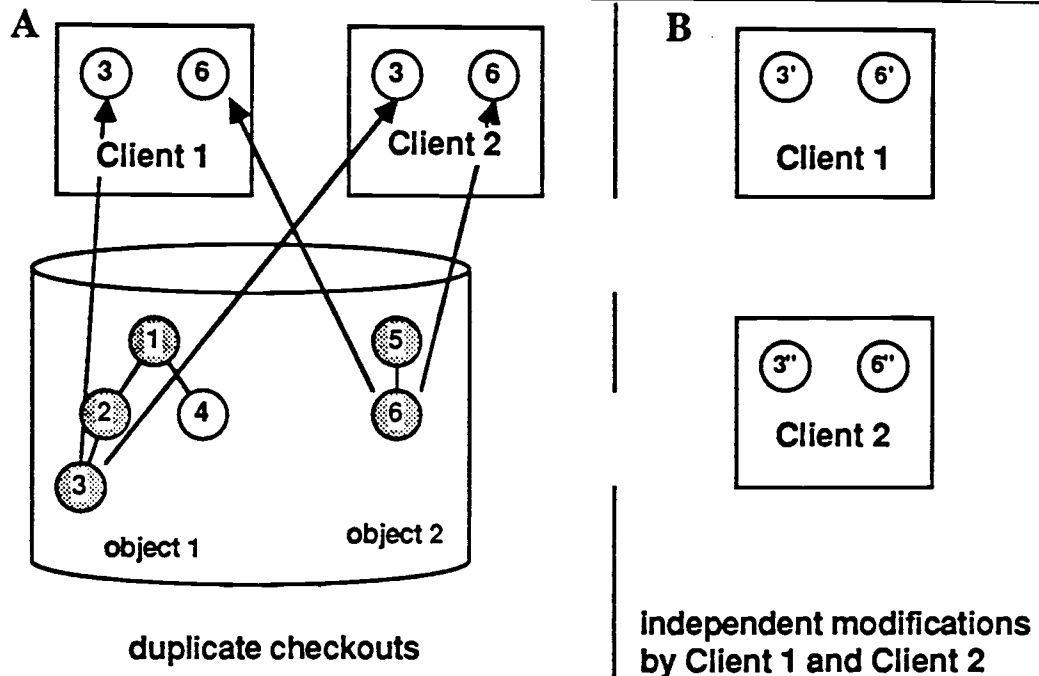 A
3 6
Client 1
3 6
Client 2
1
2 4
3
object 1
5
6
object 2
duplicate checkouts
B
3' 6'
Client 1
3" 6"
Client 2
independent modifications
by Client 1 and Client 2